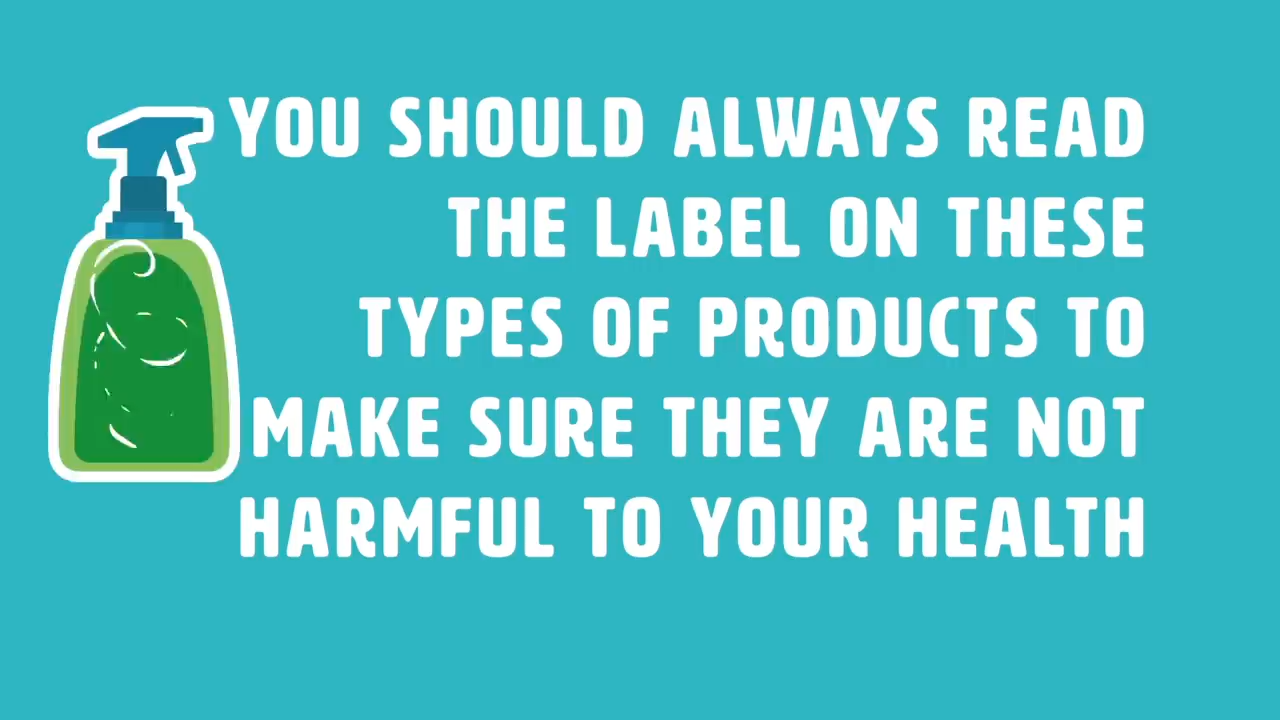 YOU SHOULD ALWAYS READ
THE LABEL ON THESE
TYPES OF PRODUCTS TO
MAKE SURE THEY ARE NOT
HARMFUL TO YOUR HEALTH